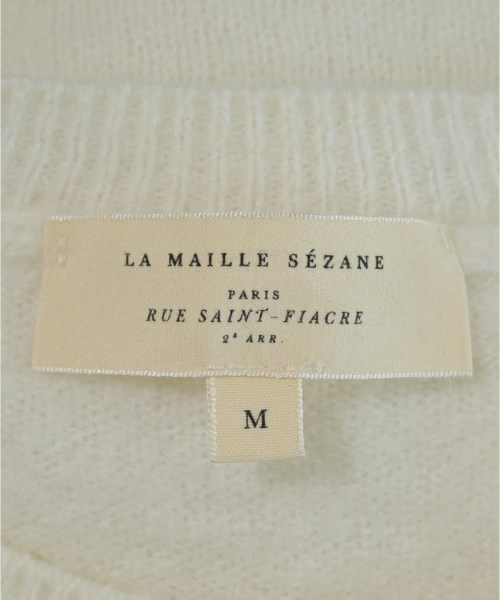 LA MAILLE SÉZANE
PARIS
RUE SAINT-FIACRE
2ᵉ ARR.
M